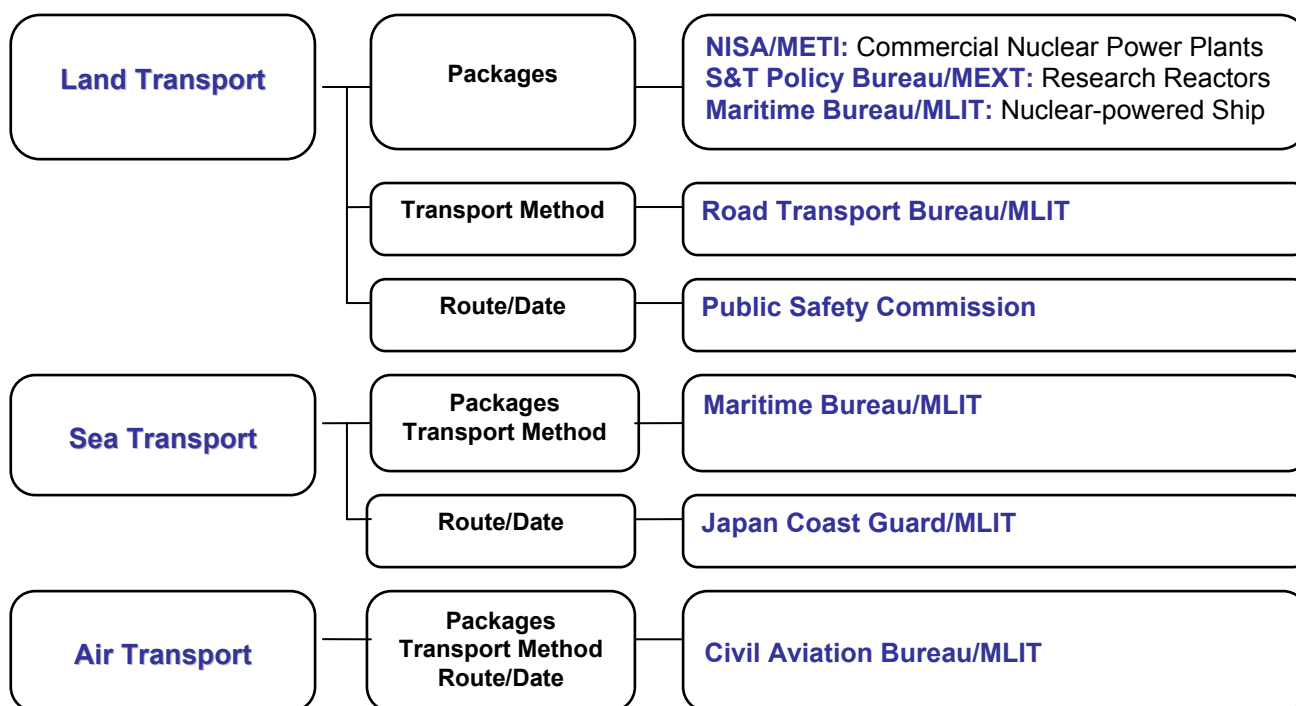 Land Transport
Packages
NISA/METI: Commercial Nuclear Power Plants
S&T Policy Bureau/MEXT: Research Reactors
Maritime Bureau/MLIT: Nuclear-powered Ship
Transport Method
Road Transport Bureau/MLIT
Route/Date
Public Safety Commission
Sea Transport
Packages
Transport Method
Maritime Bureau/MLIT
Route/Date
Japan Coast Guard/MLIT
Air Transport
Packages
Transport Method
Route/Date
Civil Aviation Bureau/MLIT